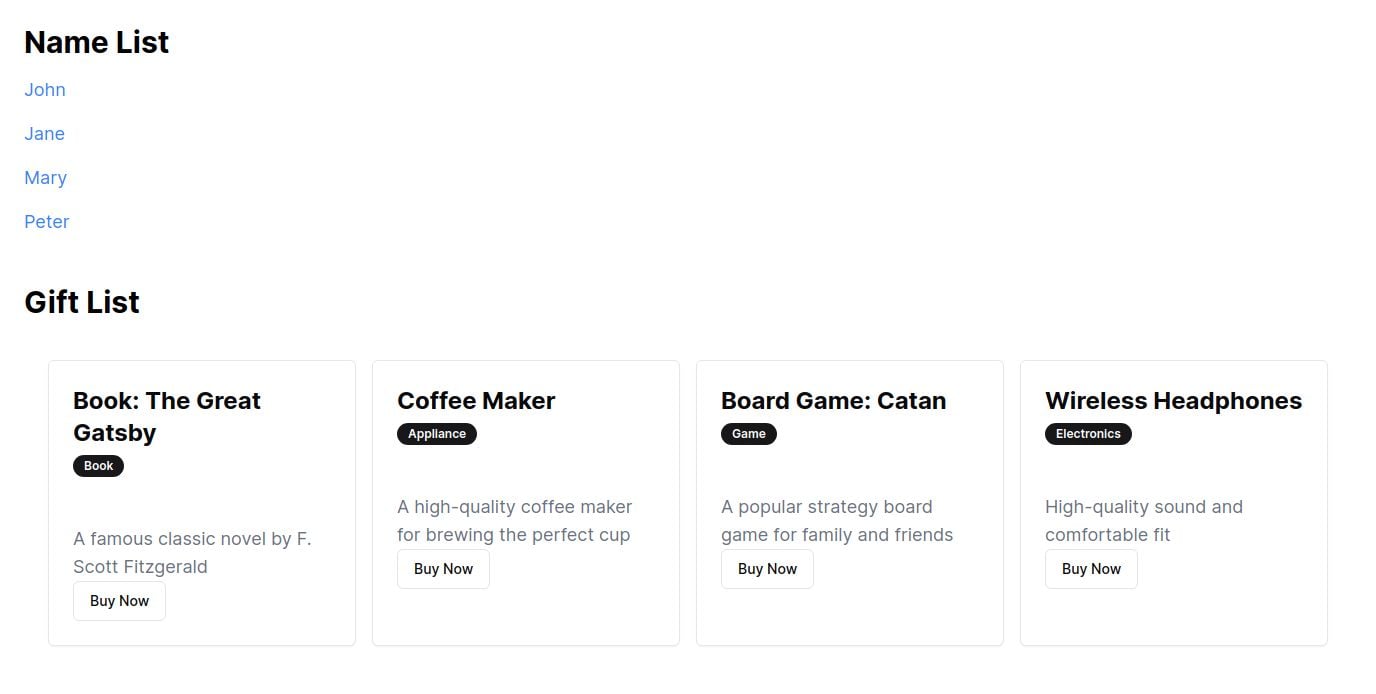 Name List
John
Jane
Mary
Peter
Gift List
Book: The Great
Gatsby
Book
A famous classic novel by F.
Scott Fitzgerald
Buy Now
Coffee Maker
Appliance
A high-quality coffee maker
for brewing the perfect cup
Buy Now
Board Game: Catan
Game
A popular strategy board
game for family and friends
Buy Now
Wireless Headphones
Electronics
High-quality sound and
comfortable fit
Buy Now